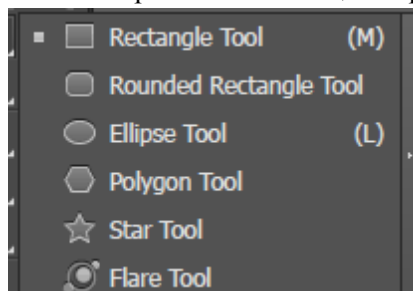 Rectangle Tool (M)
Rounded Rectangle Tool
Ellipse Tool (L)
Polygon Tool
Star Tool
Flare Tool